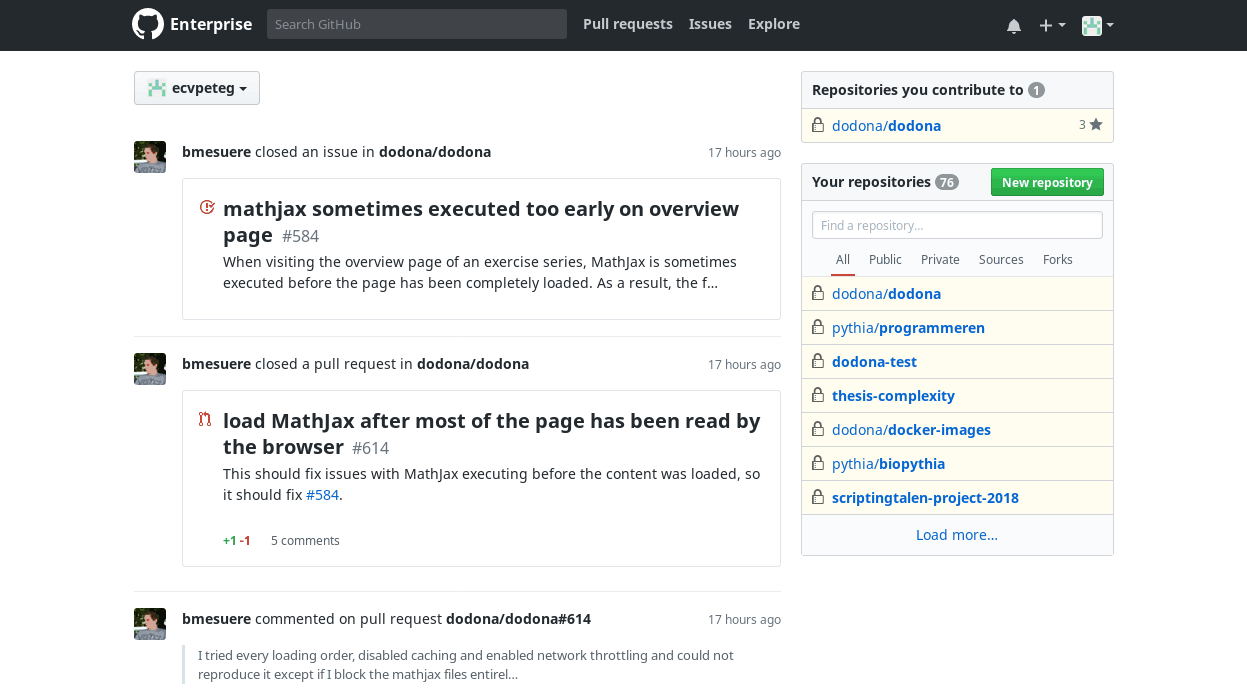 Enterprise
Search GitHub
Pull requests Issues Explore
ecvpeteg
bmesuere closed an issue in dodona/dodona 17 hours ago
mathjax sometimes executed too early on overview
page #584
When visiting the overview page of an exercise series, MathJax is sometimes
executed before the page has been completely loaded. As a result, the f…
bmesuere closed a pull request in dodona/dodona 17 hours ago
load MathJax after most of the page has been read by
the browser #614
This should fix issues with MathJax executing before the content was loaded, so
it should fix #584.
+1 -1 5 comments
bmesuere commented on pull request dodona/dodona#614 17 hours ago
I tried every loading order, disabled caching and enabled network throttling and could not
reproduce it except if I block the mathjax files entirel…
Repositories you contribute to 1
dodona/dodona 3
Your repositories 76 New repository
Find a repository…
All Public Private Sources Forks
dodona/dodona
pythia/programmeren
dodona-test
thesis-complexity
dodona/docker-images
pythia/biopythia
scriptingtalen-project-2018
Load more…